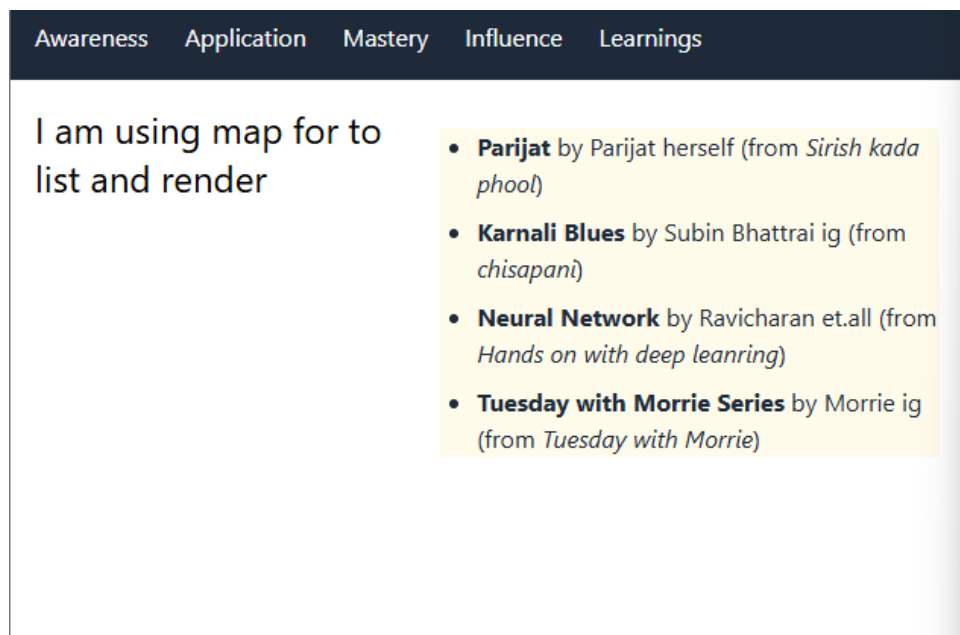 Awareness Application Mastery Influence Learnings
I am using map for to
list and render
Parijat by Parijat herself (from Sirish kada
phool)
Karnali Blues by Subin Bhattrai ig (from
chisapani)
Neural Network by Ravicharan et.all (from
Hands on with deep leanring)
Tuesday with Morrie Series by Morrie ig
(from Tuesday with Morrie)